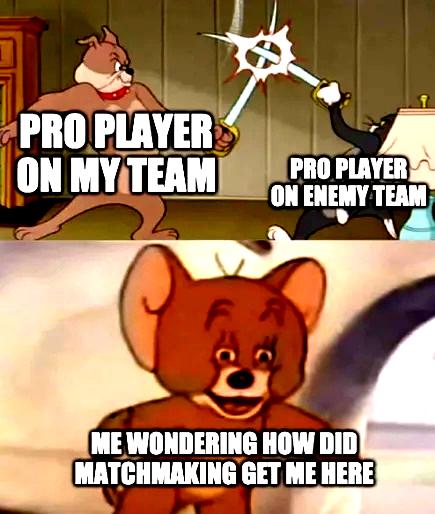 PRO PLAYER
ON MY TEAM
PRO PLAYER
ON ENEMY TEAM
ME WONDERING HOW DID
MATCHMAKING GET ME HERE